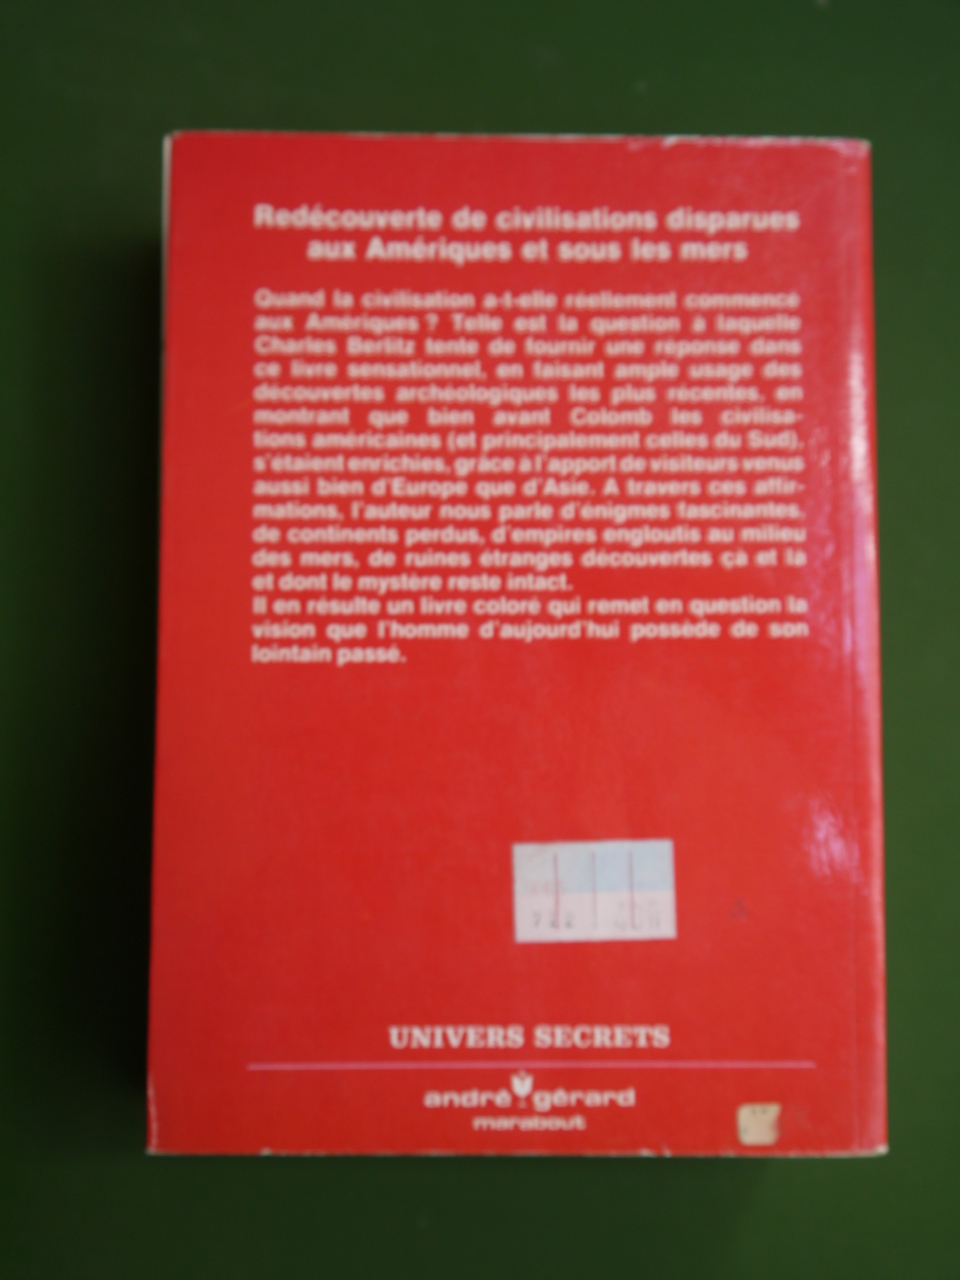 Redécouverte de civilisations disparues
aux Amériques et sous les mers
Quand la civilisation a-t-elle réellement commencé
aux Amériques ? Telle est la question à laquelle
Charles Berlitz tente de fournir une réponse dans
ce livre sensationnel, en faisant ample usage des
découvertes archéologiques les plus récentes, en
montrant que bien avant Colomb les civilisa-
tions américaines (et principalement celles du Sud),
s'étaient enrichies, grâce à l'apport de visiteurs venus
aussi bien d'Europe que d'Asie. A travers ces affir-
mations, l'auteur nous parle d'énigmes fascinantes,
de continents perdus, d'empires engloutis au milieu
des mers, de ruines étranges découvertes çà et là
et dont le mystère reste intact.
Il en résulte un livre coloré qui remet en question la
vision que l'homme d'aujourd'hui possède de son
lointain passé.
UNIVERS SECRETS
andré gérard
marabout